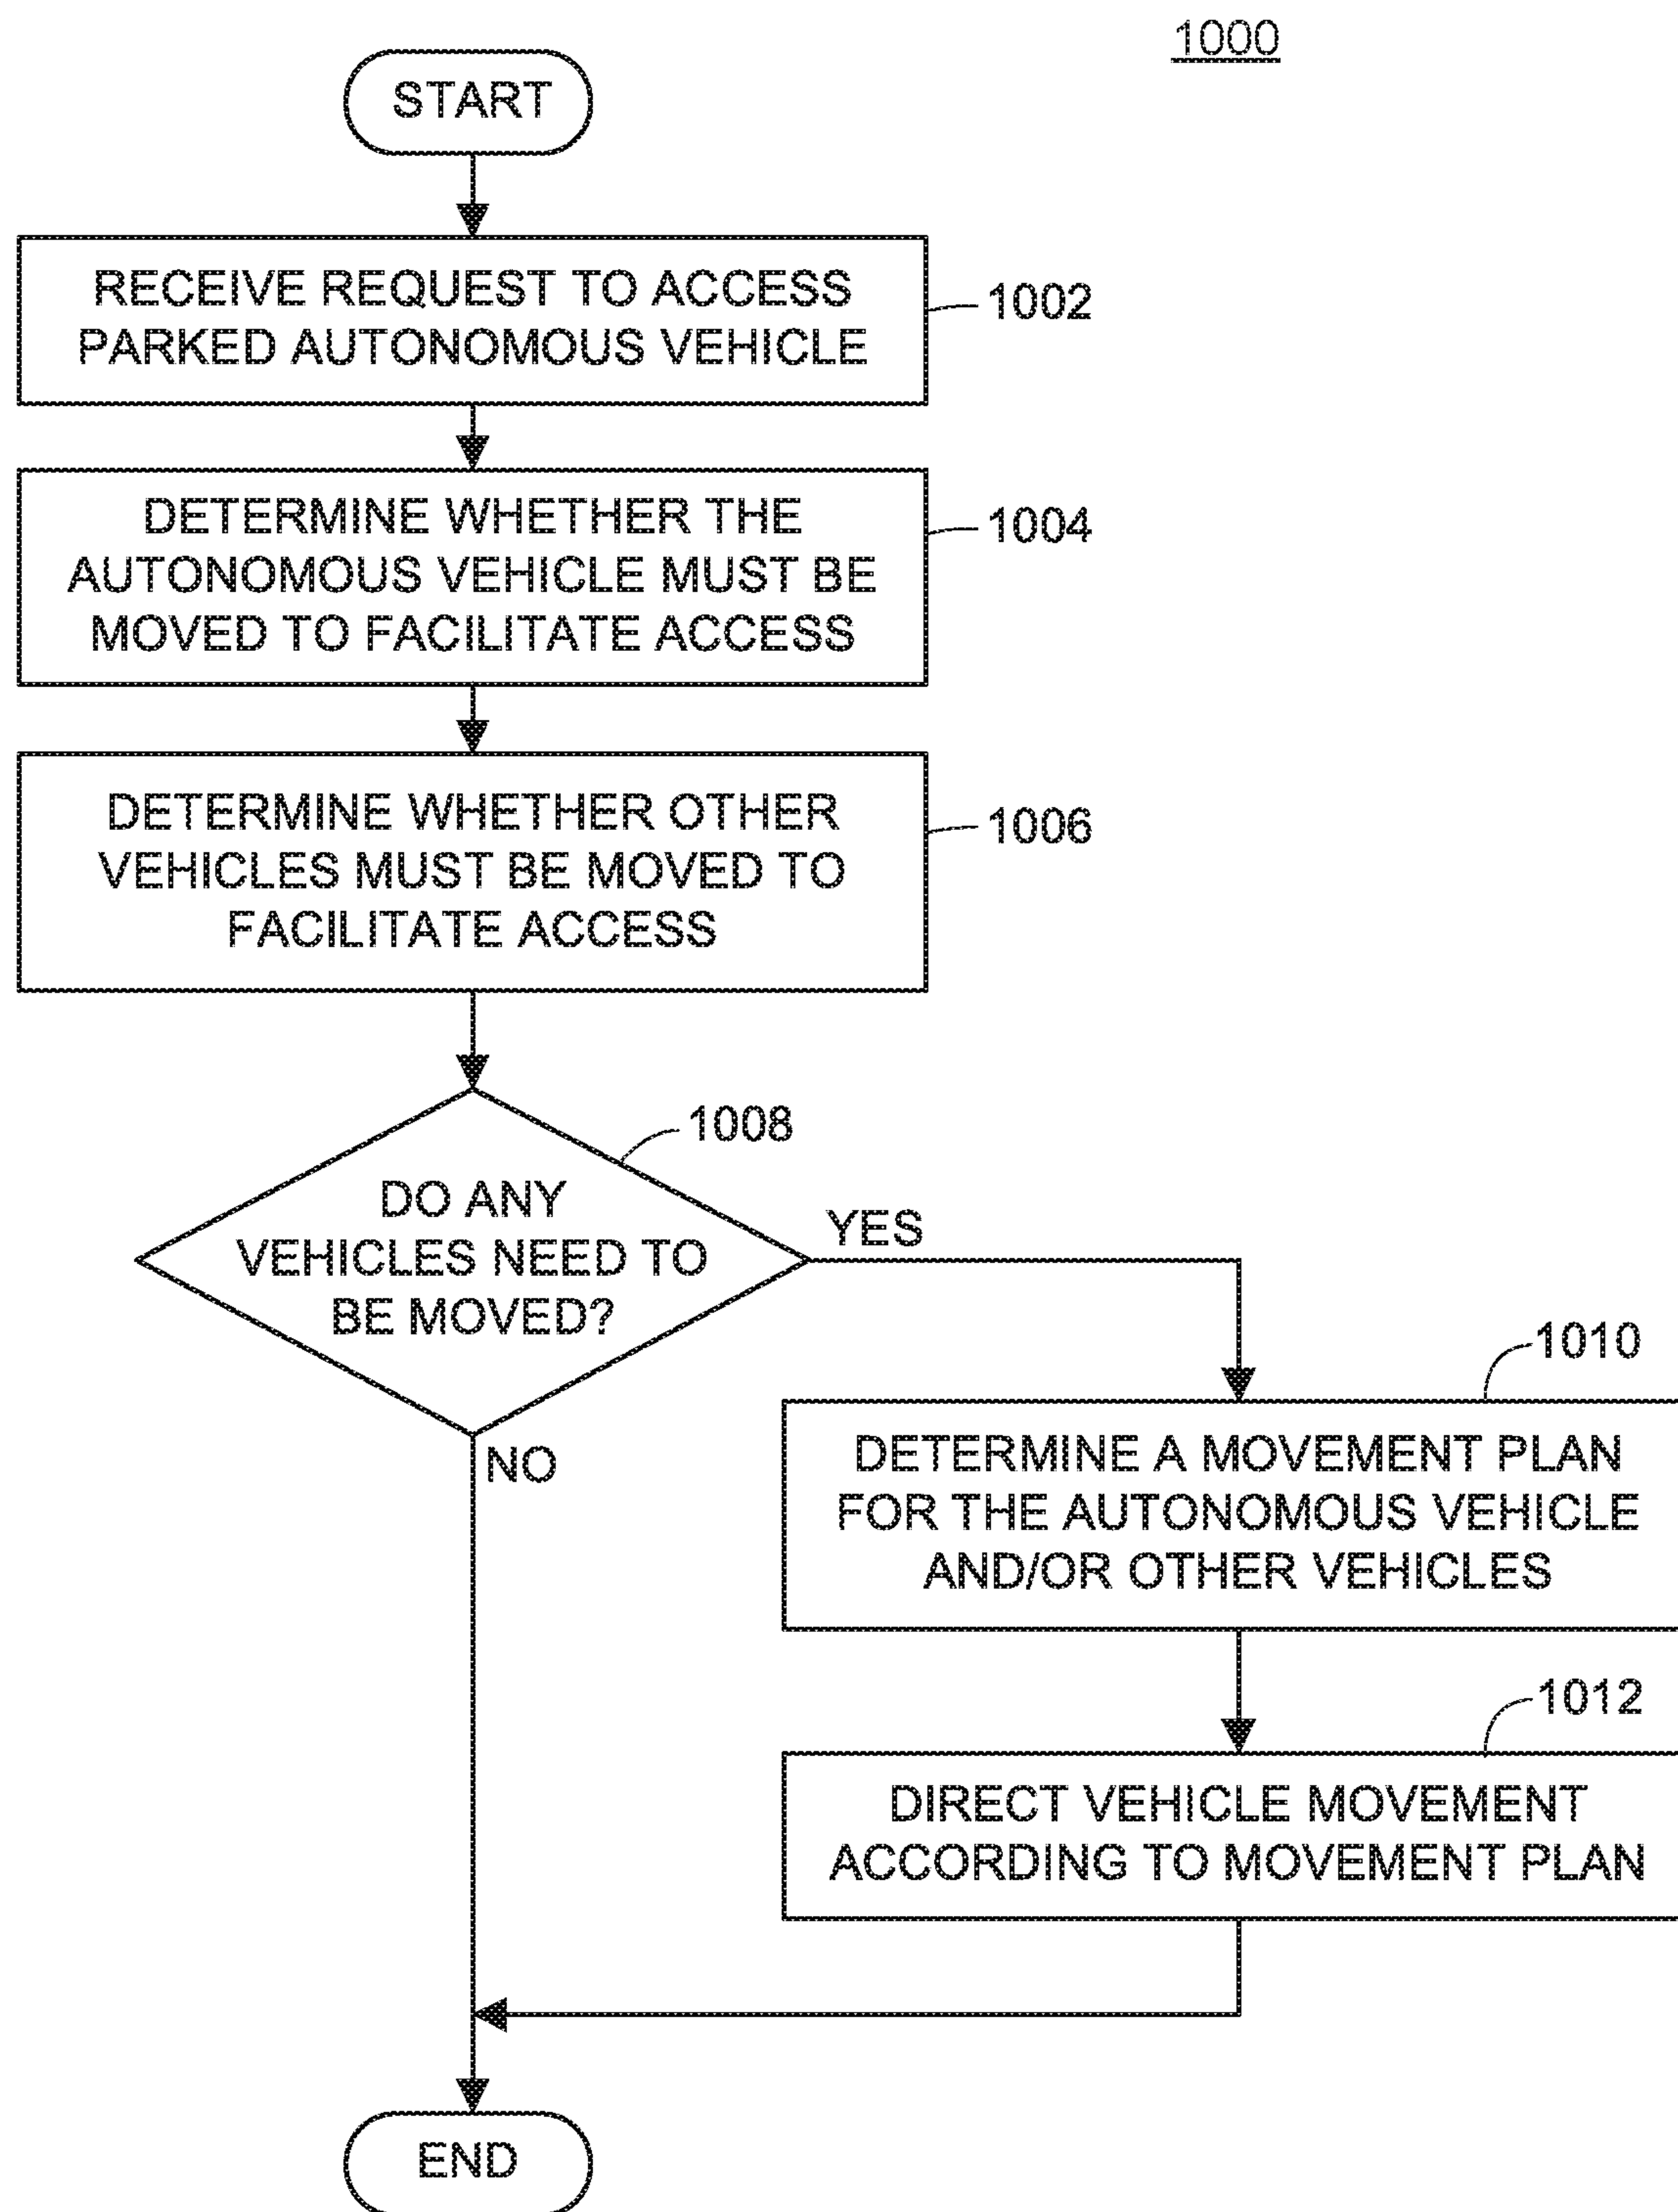 1000
START
RECEIVE REQUEST TO ACCESS
PARKED AUTONOMOUS VEHICLE
1002
DETERMINE WHETHER THE
AUTONOMOUS VEHICLE MUST BE
MOVED TO FACILITATE ACCESS
1004
DETERMINE WHETHER OTHER
VEHICLES MUST BE MOVED TO
FACILITATE ACCESS
1006
1008
DO ANY
VEHICLES NEED TO
BE MOVED?
YES
NO
1010
DETERMINE A MOVEMENT PLAN
FOR THE AUTONOMOUS VEHICLE
AND/OR OTHER VEHICLES
1012
DIRECT VEHICLE MOVEMENT
ACCORDING TO MOVEMENT PLAN
END